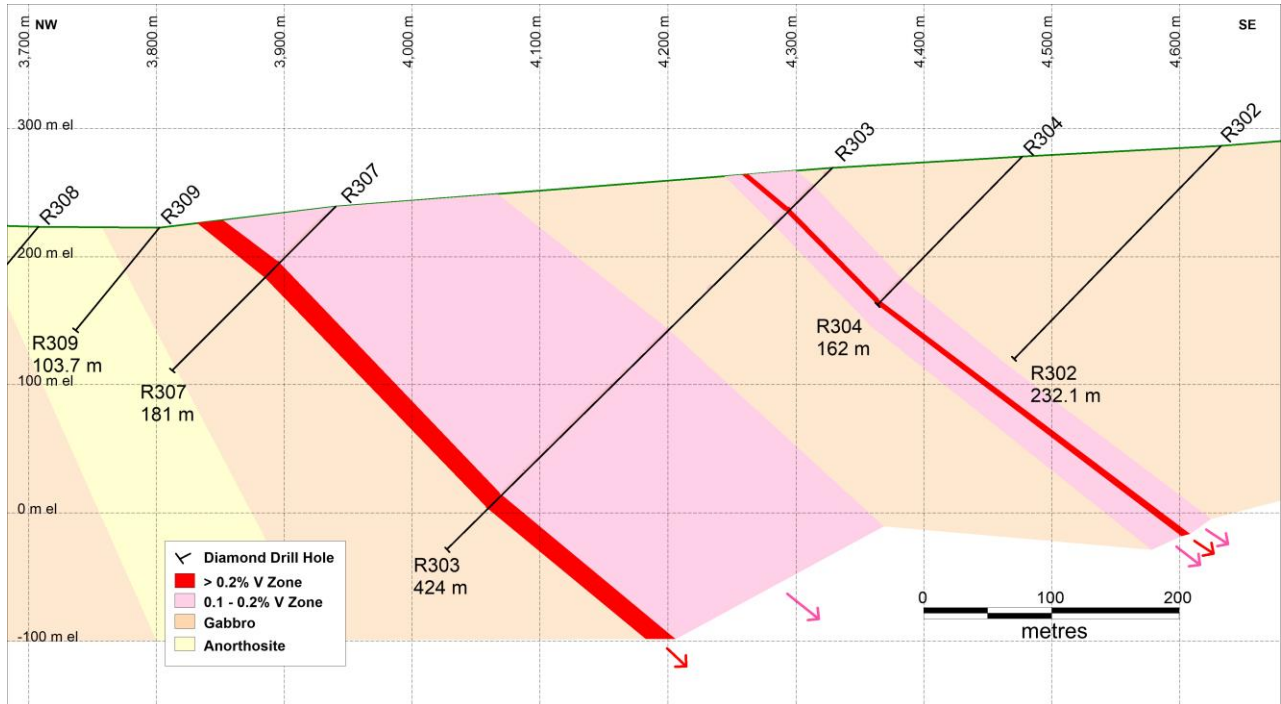 NW
SE
3,700 m
3,800 m
3,900 m
4,000 m
4,100 m
4,200 m
4,300 m
4,400 m
4,500 m
4,600 m
300 m el
200 m el
100 m el
0 m el
-100 m el
R308
R309
R307
R303
R304
R302
R309
103.7 m
R307
181 m
R303
424 m
R304
162 m
R302
232.1 m
Diamond Drill Hole
> 0.2% V Zone
0.1 - 0.2% V Zone
Gabbro
Anorthosite
0 100 200
metres